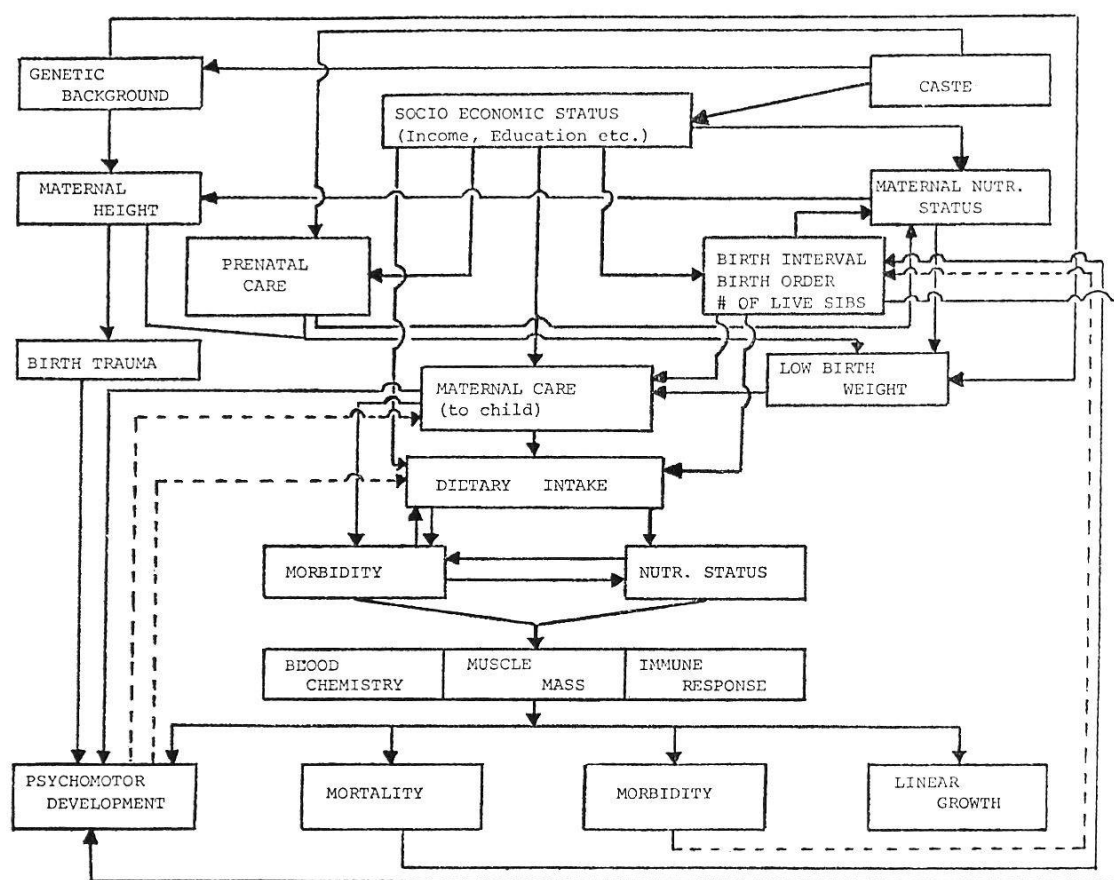 GENETIC
BACKGROUND
CASTE
SOCIO ECONOMIC STATUS
(Income, Education etc.)
MATERNAL
HEIGHT
MATERNAL NUTR.
STATUS
PRENATAL
CARE
BIRTH INTERVAL
BIRTH ORDER
# OF LIVE SIBS
BIRTH TRAUMA
MATERNAL CARE
(to child)
LOW BIRTH
WEIGHT
DIETARY INTAKE
MORBIDITY
NUTR. STATUS
BLOOD
CHEMISTRY
MUSCLE
MASS
IMMUNE
RESPONSE
PSYCHOMOTOR
DEVELOPMENT
MORTALITY
MORBIDITY
LINEAR
GROWTH